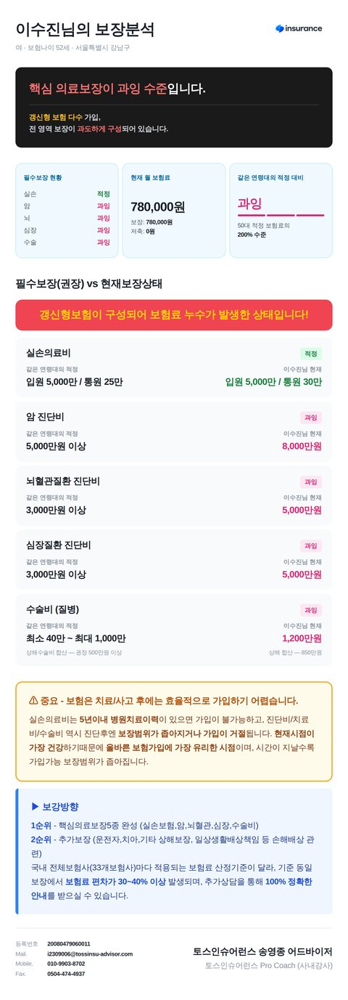 이수진님의 보장분석
insurance
여 · 보험나이 52세 · 서울특별시 강남구
핵심 의료보장이 과잉 수준입니다.
갱신형 보험 다수 가입,
전 영역 보장이 과도하게 구성되어 있습니다.
필수보장 현황
실손 적정
암 과잉
뇌 과잉
심장 과잉
수술 과잉
현재 월 보험료
780,000원
보장: 780,000원
저축: 0원
같은 연령대의 적정 대비
과잉
50대 적정 보험료의
200% 수준
필수보장(권장) vs 현재보장상태
갱신형보험이 구성되어 보험료 누수가 발생한 상태입니다!
실손의료비 적정
같은 연령대의 적정 이수진님 현재
입원 5,000만 / 통원 25만 입원 5,000만 / 통원 30만
암 진단비 과잉
같은 연령대의 적정 이수진님 현재
5,000만원 이상 8,000만원
뇌혈관질환 진단비 과잉
같은 연령대의 적정 이수진님 현재
3,000만원 이상 5,000만원
심장질환 진단비 과잉
같은 연령대의 적정 이수진님 현재
3,000만원 이상 5,000만원
수술비 (질병) 과잉
같은 연령대의 적정 이수진님 현재
최소 40만 ~ 최대 1,000만 1,200만원
상해수술비 합산 — 권장 500만원 이상 상해 합산 — 850만원
⚠ 중요 - 보험은 치료/사고 후에는 효율적으로 가입하기 어렵습니다.
실손의료비는 5년이내 병원치료이력이 있으면 가입이 불가능하고, 진단비/치료
비/수술비 역시 진단후엔 보장범위가 좁아지거나 가입이 거절됩니다. 현재시점이
가장 건강하기때문에 올바른 보험가입에 가장 유리한 시점이며, 시간이 지날수록
가입가능 보장범위가 좁아집니다.
▶ 보강방향
1순위 - 핵심의료보장5종 완성 (실손보험,암,뇌혈관,심장,수술비)
2순위 - 추가보장 (운전자,치아,기타 상해보장, 일상생활배상책임 등 손해배상 관
련)
국내 전체보험사(33개보험사)마다 적용되는 보험료 산정기준이 달라, 기준 동일
보장에서 보험료 편차가 30~40% 이상 발생되며, 추가상담을 통해 100% 정확한
안내를 받으실 수 있습니다.
등록번호 20080479060011
Mail. i2309006@tossinsu-advisor.com
Mobile. 010-9903-8702
Fax. 0504-474-4937
토스인슈어런스 송영종 어드바이저
토스인슈어런스 Pro Coach (사내강사)